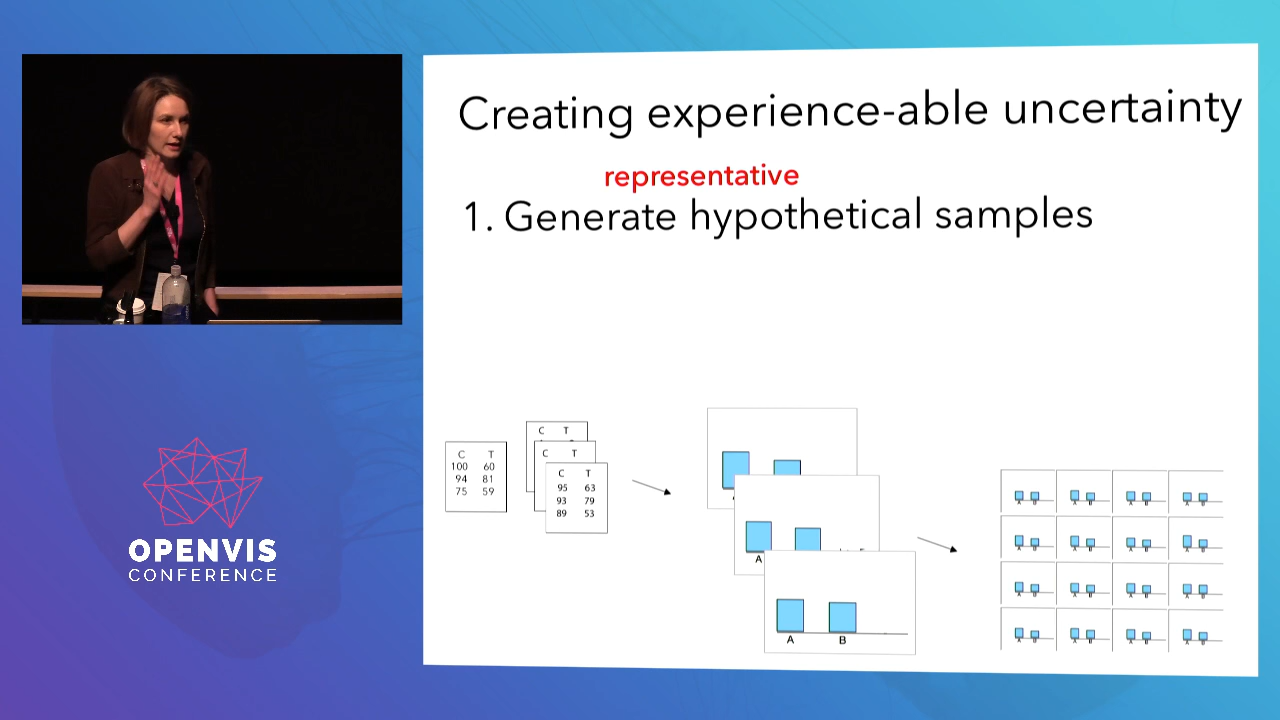 Creating experience-able uncertainty
representative
1. Generate hypothetical samples
C T
100 60
94 81
75 59
C T
C T
C T
95 63
93 79
89 53
A
A B
OPENVIS
CONFERENCE